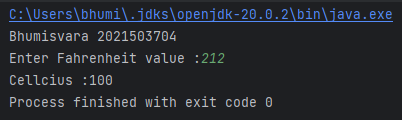 C:\Users\bhumi\.jdks\openjdk-20.0.2\bin\java.exe
Bhumisvara 2021503704
Enter Fahrenheit value :212
Cellcius :100
Process finished with exit code 0